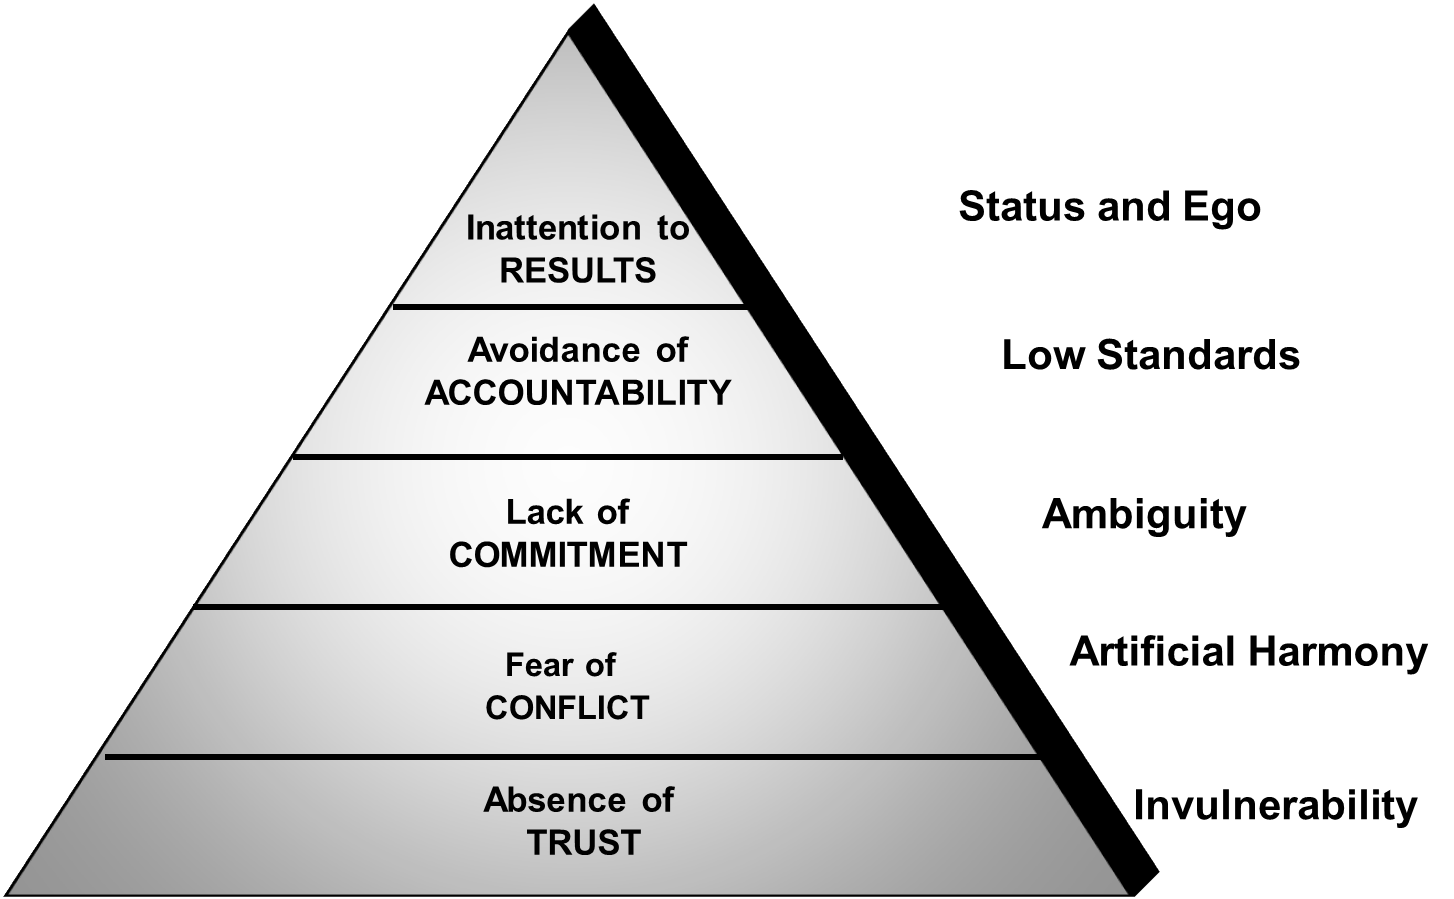 Inattention to
RESULTS
Status and Ego
Avoidance of
ACCOUNTABILITY
Low Standards
Lack of
COMMITMENT
Ambiguity
Fear of
CONFLICT
Artificial Harmony
Absence of
TRUST
Invulnerability